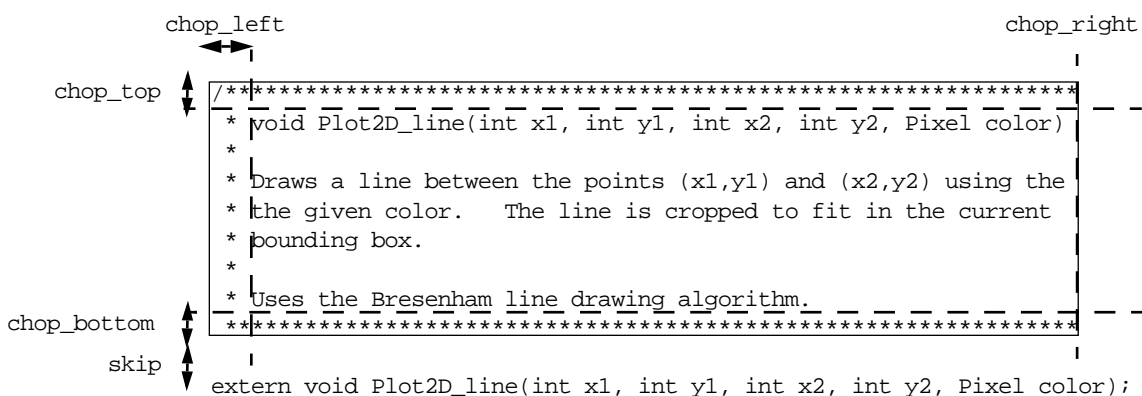 chop_left
chop_right
chop_top
/****************************************************************
* void Plot2D_line(int x1, int y1, int x2, int y2, Pixel color)
*
* Draws a line between the points (x1,y1) and (x2,y2) using the
* the given color.   The line is cropped to fit in the current
* bounding box.
*
* Uses the Bresenham line drawing algorithm.
chop_bottom
****************************************************************
skip
extern void Plot2D_line(int x1, int y1, int x2, int y2, Pixel color);